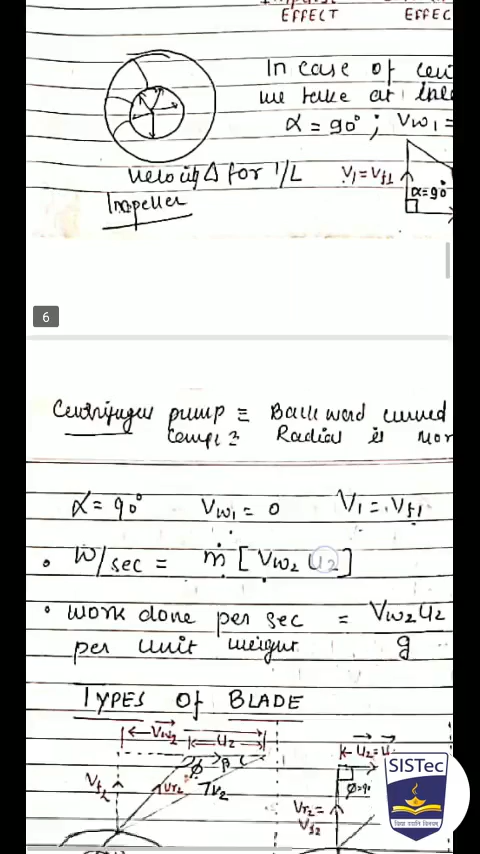 EFFECT EFFEC
In case of cen
we take at inle
α = 90° ; Vw1 =
Velocity Δ for I/L
V1 = Vf1
α=90°
Impeller
6
Centrifugal pump ≡ Backward curved
Radial is mor
α = 90° Vw1 = 0 V1 = Vf1
• W/sec = ṁ [ Vw2 u2 ]
• work done per sec = Vw2 u2
per unit weight g
TYPES OF BLADE
Vw2 u2 u2 =
Vf2 Vr2 φ β V2
φ=90
Vr2 =
Vf2
SISTec